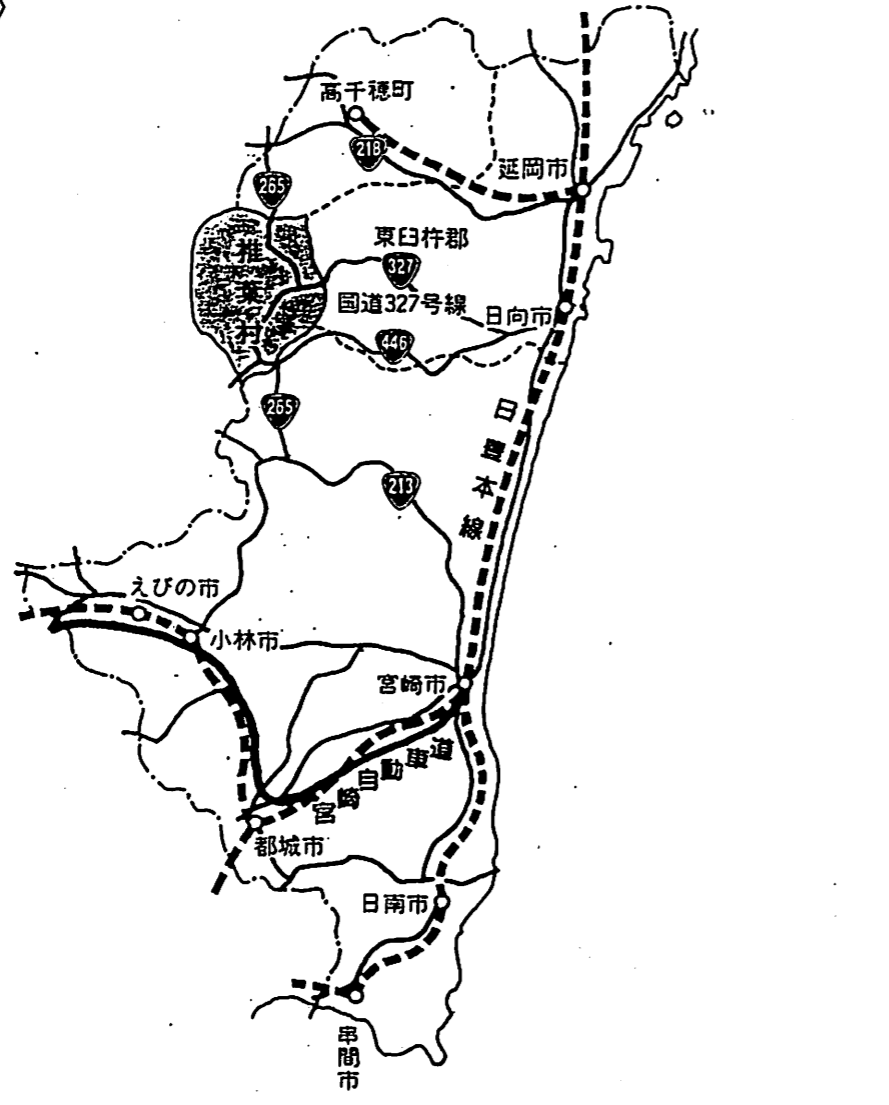 高千穂町
218
延岡市
265
東臼杵郡
327
椎葉村
国道327号線
日向市
446
265
日豊本線
213
えびの市
小林市
宮崎市
宮崎自動車道
都城市
日南市
串間市